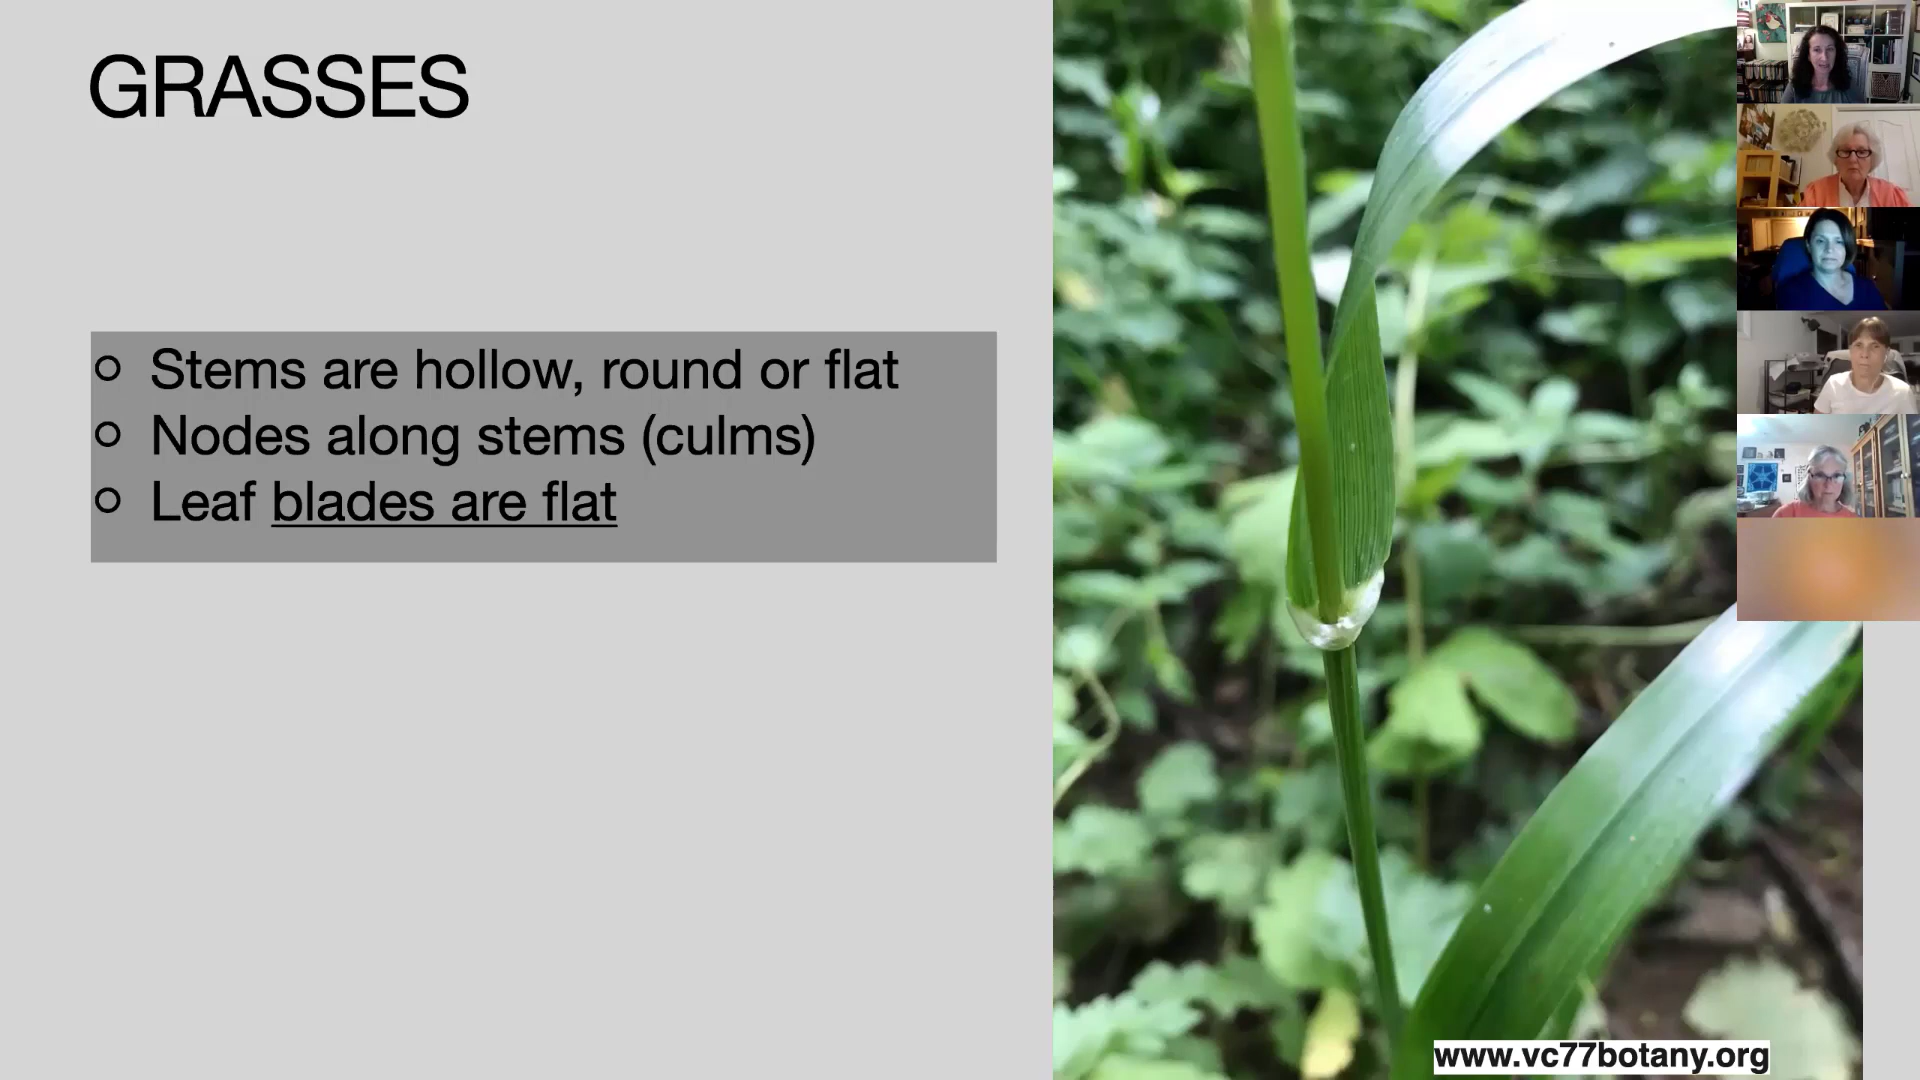 GRASSES
Stems are hollow, round or flat
Nodes along stems (culms)
Leaf blades are flat
www.vc77botany.org